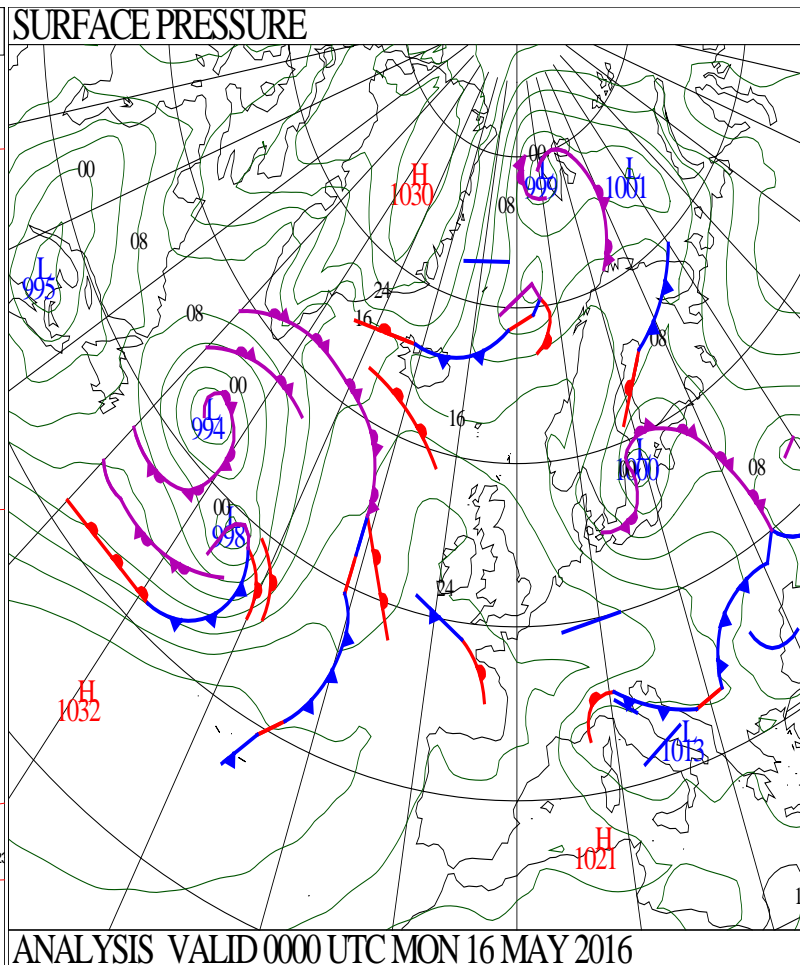 SURFACE PRESSURE
00
H
1030
00
L
999
L
1001
08
08
L
995
24
16
08
08
00
L
994
16
L
1000
08
00
L
998
24
H
1032
L
1013
H
1021
ANALYSIS VALID 0000 UTC MON 16 MAY 2016